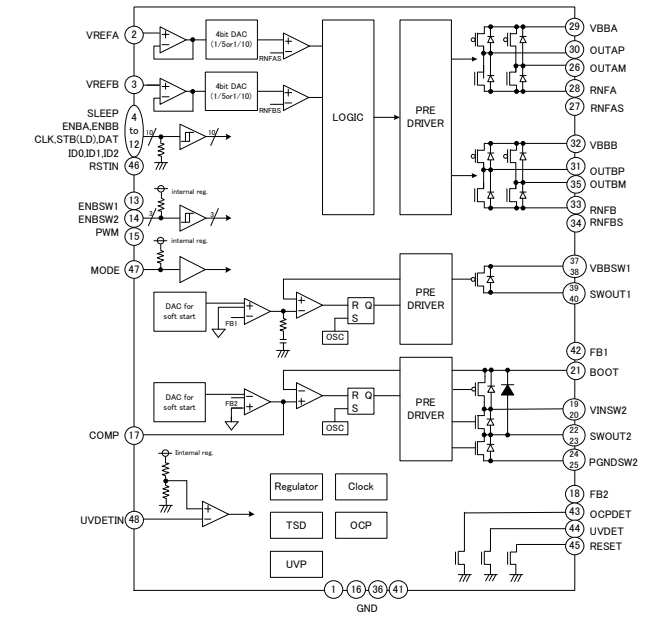 VREFA 2
4bit DAC
(1/5or1/10)
RNFAS
VREFB 3
4bit DAC
(1/5or1/10)
RNFBS
SLEEP
ENBA,ENBB
CLK,STB(LD),DAT
ID0,ID1,ID2
4
to
12
10
10
RSTIN 46
LOGIC
PRE
DRIVER
29 VBBA
30 OUTAP
26 OUTAM
28 RNFA
27 RNFAS
32 VBBB
31 OUTBP
35 OUTBM
33 RNFB
34 RNFBS
internal reg.
ENBSW1 13
ENBSW2 14
PWM 15
3
3
internal reg.
MODE 47
DAC for
soft start
FB1
R Q
S
OSC
PRE
DRIVER
37
38
VBBSW1
39
40
SWOUT1
42 FB1
21 BOOT
DAC for
soft start
FB2
R Q
S
OSC
PRE
DRIVER
19
20
VINSW2
22
23
SWOUT2
24
25
PGNDSW2
COMP 17
Iinternal reg.
UVDETIN 48
Regulator
Clock
TSD
OCP
UVP
18 FB2
43 OCPDET
44 UVDET
45 RESET
1 16 36 41
GND